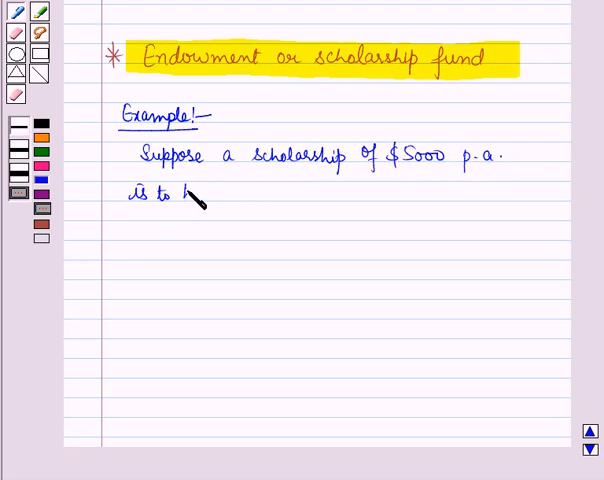 * Endowment or scholarship fund
Example:-
Suppose a scholarship of $5000 p.a.
is to